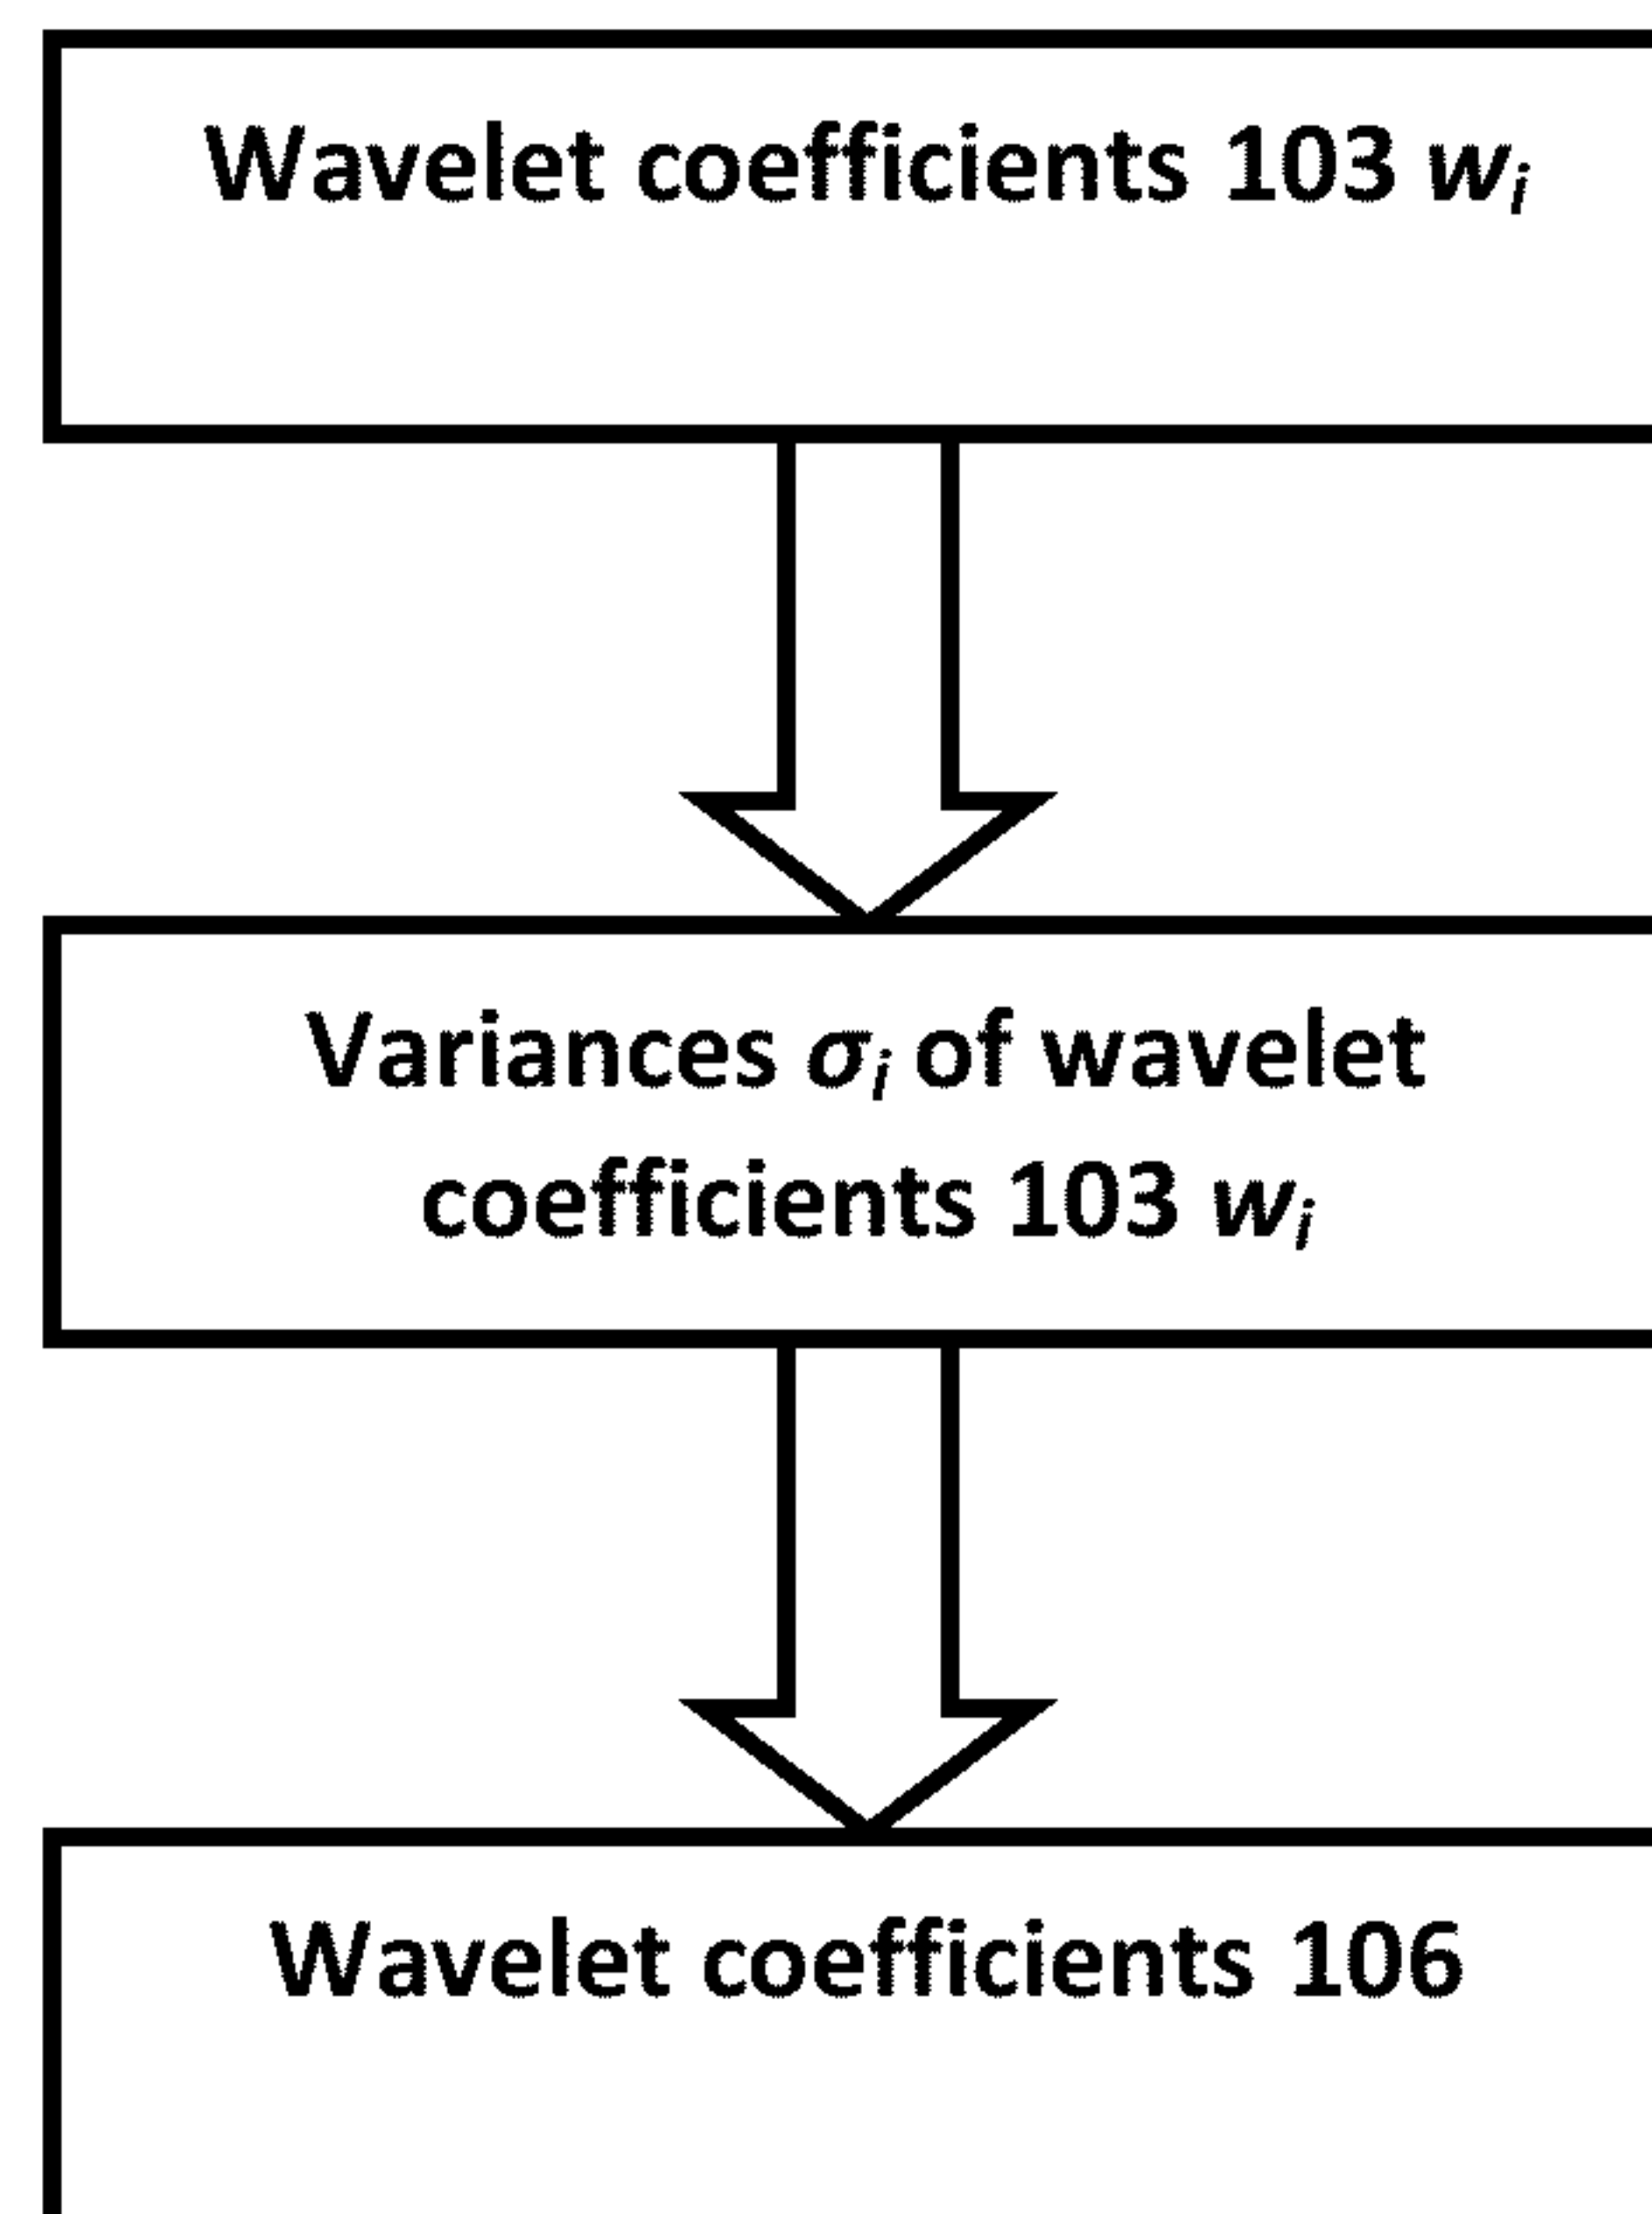 Wavelet coefficients 103 wᵢ
Variances σᵢ of wavelet
coefficients 103 wᵢ
Wavelet coefficients 106